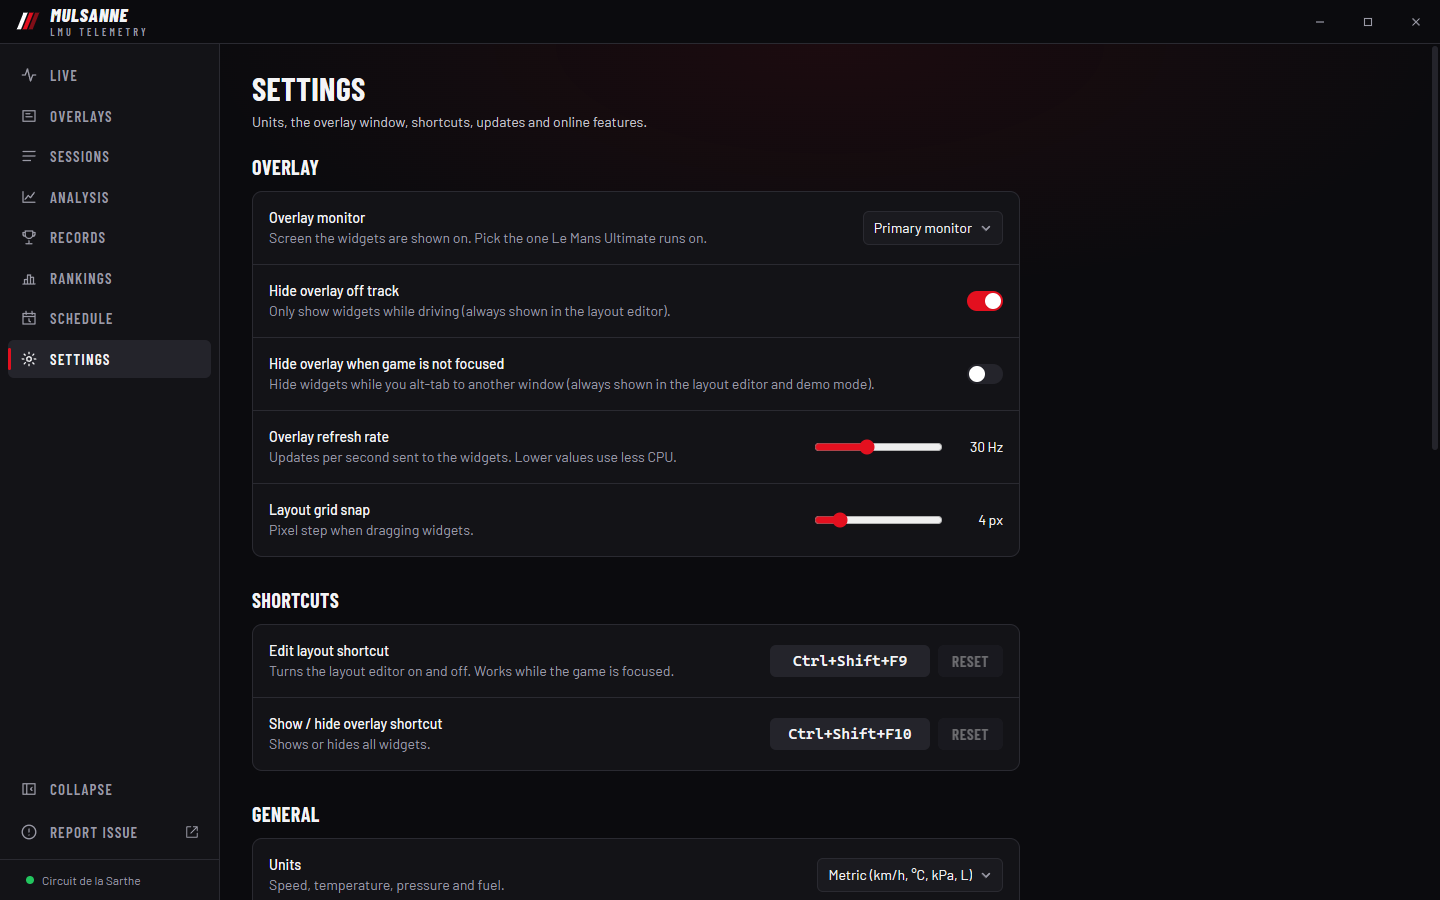 MULSANNE
LMU TELEMETRY
LIVE
OVERLAYS
SESSIONS
ANALYSIS
RECORDS
RANKINGS
SCHEDULE
SETTINGS
COLLAPSE
REPORT ISSUE
Circuit de la Sarthe
SETTINGS
Units, the overlay window, shortcuts, updates and online features.
OVERLAY
Overlay monitor
Screen the widgets are shown on. Pick the one Le Mans Ultimate runs on.
Primary monitor
Hide overlay off track
Only show widgets while driving (always shown in the layout editor).
Hide overlay when game is not focused
Hide widgets while you alt-tab to another window (always shown in the layout editor and demo mode).
Overlay refresh rate
Updates per second sent to the widgets. Lower values use less CPU.
30 Hz
Layout grid snap
Pixel step when dragging widgets.
4 px
SHORTCUTS
Edit layout shortcut
Turns the layout editor on and off. Works while the game is focused.
Ctrl+Shift+F9
RESET
Show / hide overlay shortcut
Shows or hides all widgets.
Ctrl+Shift+F10
RESET
GENERAL
Units
Speed, temperature, pressure and fuel.
Metric (km/h, °C, kPa, L)